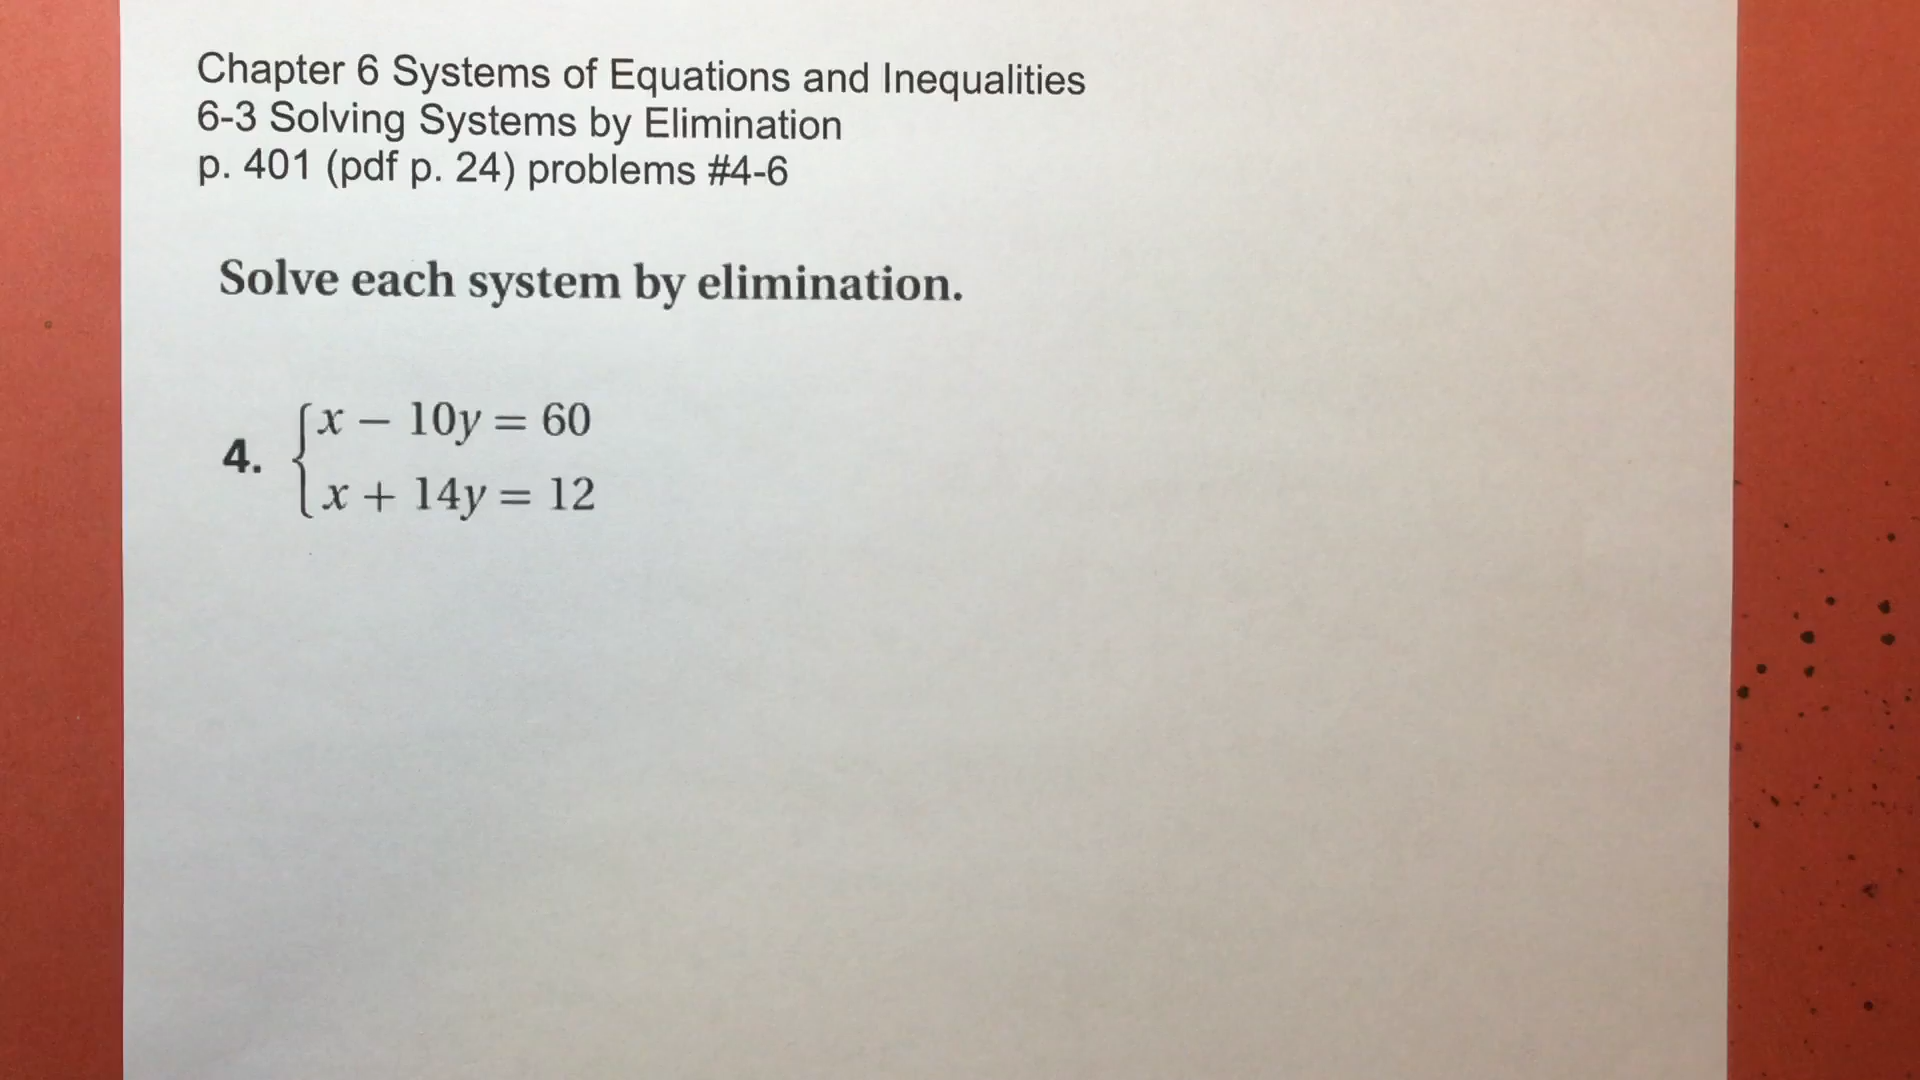 Chapter 6 Systems of Equations and Inequalities
6-3 Solving Systems by Elimination
p. 401 (pdf p. 24) problems #4-6
Solve each system by elimination.
4. { x − 10y = 60
x + 14y = 12